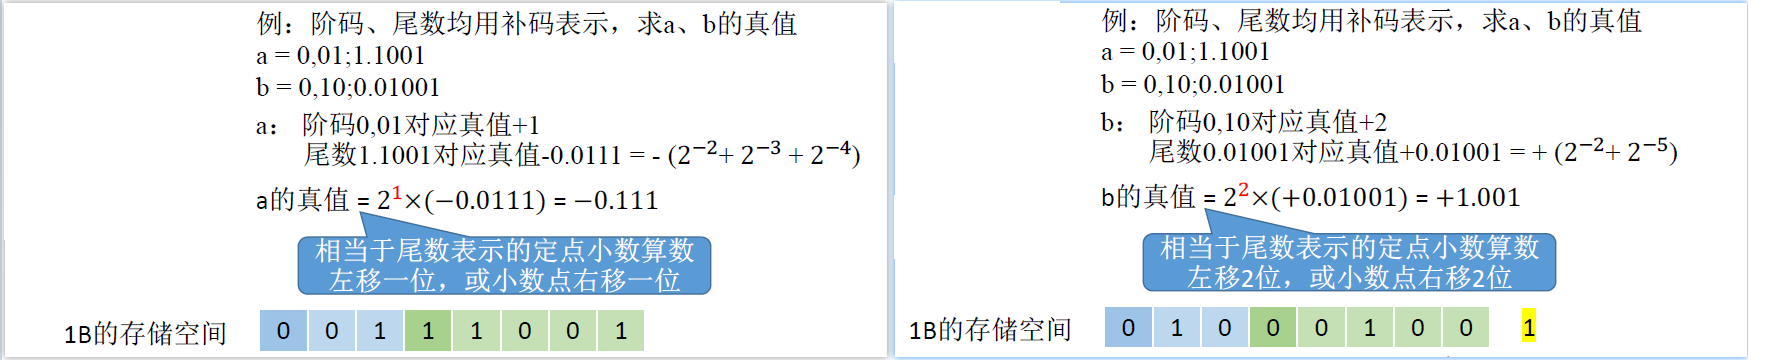 例：阶码、尾数均用补码表示，求a、b的真值
a = 0,01;1.1001
b = 0,10;0.01001
a： 阶码0,01对应真值+1
尾数1.1001对应真值-0.0111 = - (2⁻²+ 2⁻³ + 2⁻⁴)
a的真值 = 2¹×(−0.0111) = −0.111
相当于尾数表示的定点小数算数
左移一位，或小数点右移一位
1B的存储空间 0 0 1 1 1 0 0 1
例：阶码、尾数均用补码表示，求a、b的真值
a = 0,01;1.1001
b = 0,10;0.01001
b： 阶码0,10对应真值+2
尾数0.01001对应真值+0.01001 = + (2⁻²+ 2⁻⁵)
b的真值 = 2²×(+0.01001) = +1.001
相当于尾数表示的定点小数算数
左移2位，或小数点右移2位
1B的存储空间 0 1 0 0 0 1 0 0 1